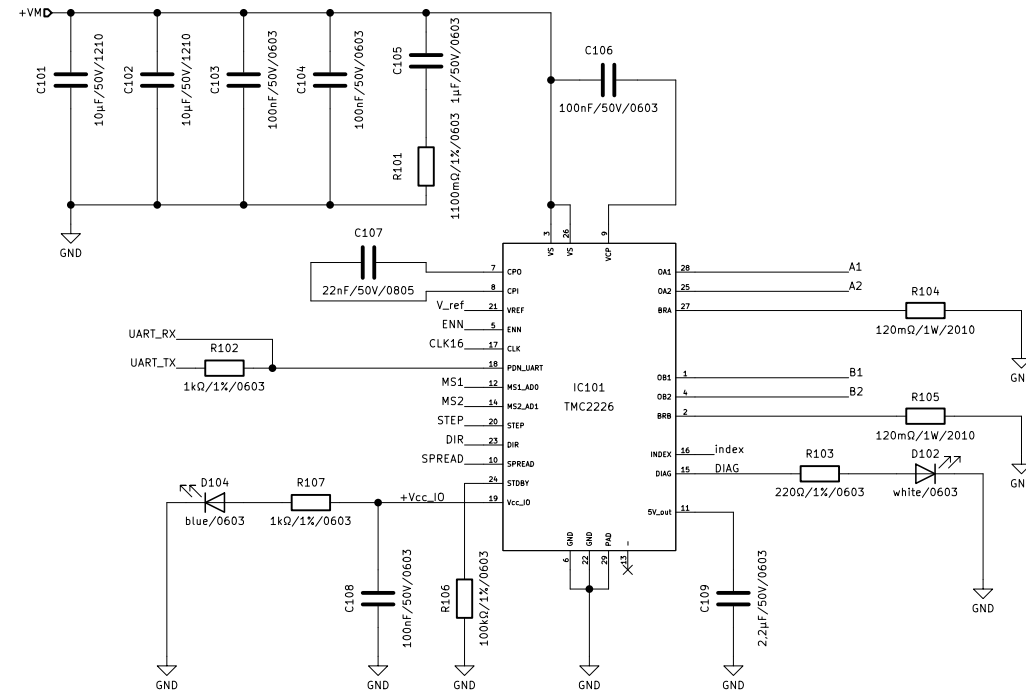 +VM
C101
10µF/50V/1210
C102
10µF/50V/1210
C103
100nF/50V/0603
C104
100nF/50V/0603
C105
1µF/50V/0603
R101
1100mΩ/1%/0603
GND
C106
100nF/50V/0603
C107
22nF/50V/0805
3
VS
26
VS
9
VCP
7 CPO
8 CPI
V_ref 21 VREF
ENN 5 ENN
CLK16 17 CLK
UART_RX
UART_TX
R102
1kΩ/1%/0603
18 PDN_UART
MS1 12 MS1_AD0
MS2 14 MS2_AD1
STEP 20 STEP
DIR 23 DIR
SPREAD 10 SPREAD
24 STDBY
+Vcc_IO 19 Vcc_IO
IC101
TMC2226
OA1 28 A1
OA2 25 A2
BRA 27
R104
120mΩ/1W/2010
GND
OB1 1 B1
OB2 4 B2
BRB 2
R105
120mΩ/1W/2010
GND
INDEX 16 index
DIAG 15 DIAG
R103
220Ω/1%/0603
D102
white/0603
GND
5V_out 11
C109
2,2µF/50V/0603
GND
GND 6
GND 22
PAD 29
- 13
GND
D104
blue/0603
R107
1kΩ/1%/0603
GND
C108
100nF/50V/0603
GND
R106
100kΩ/1%/0603
GND